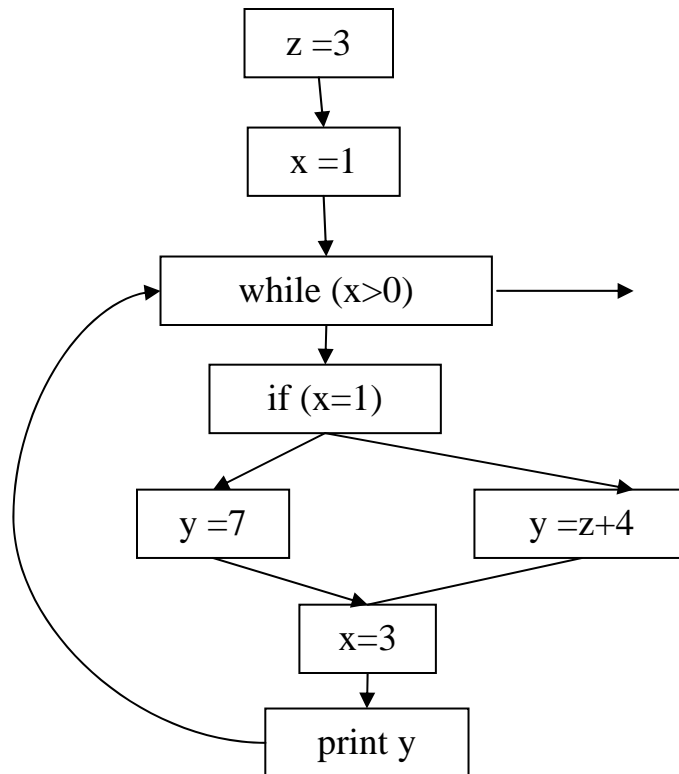 z =3
x =1
while (x>0)
if (x=1)
y =7
y =z+4
x=3
print y